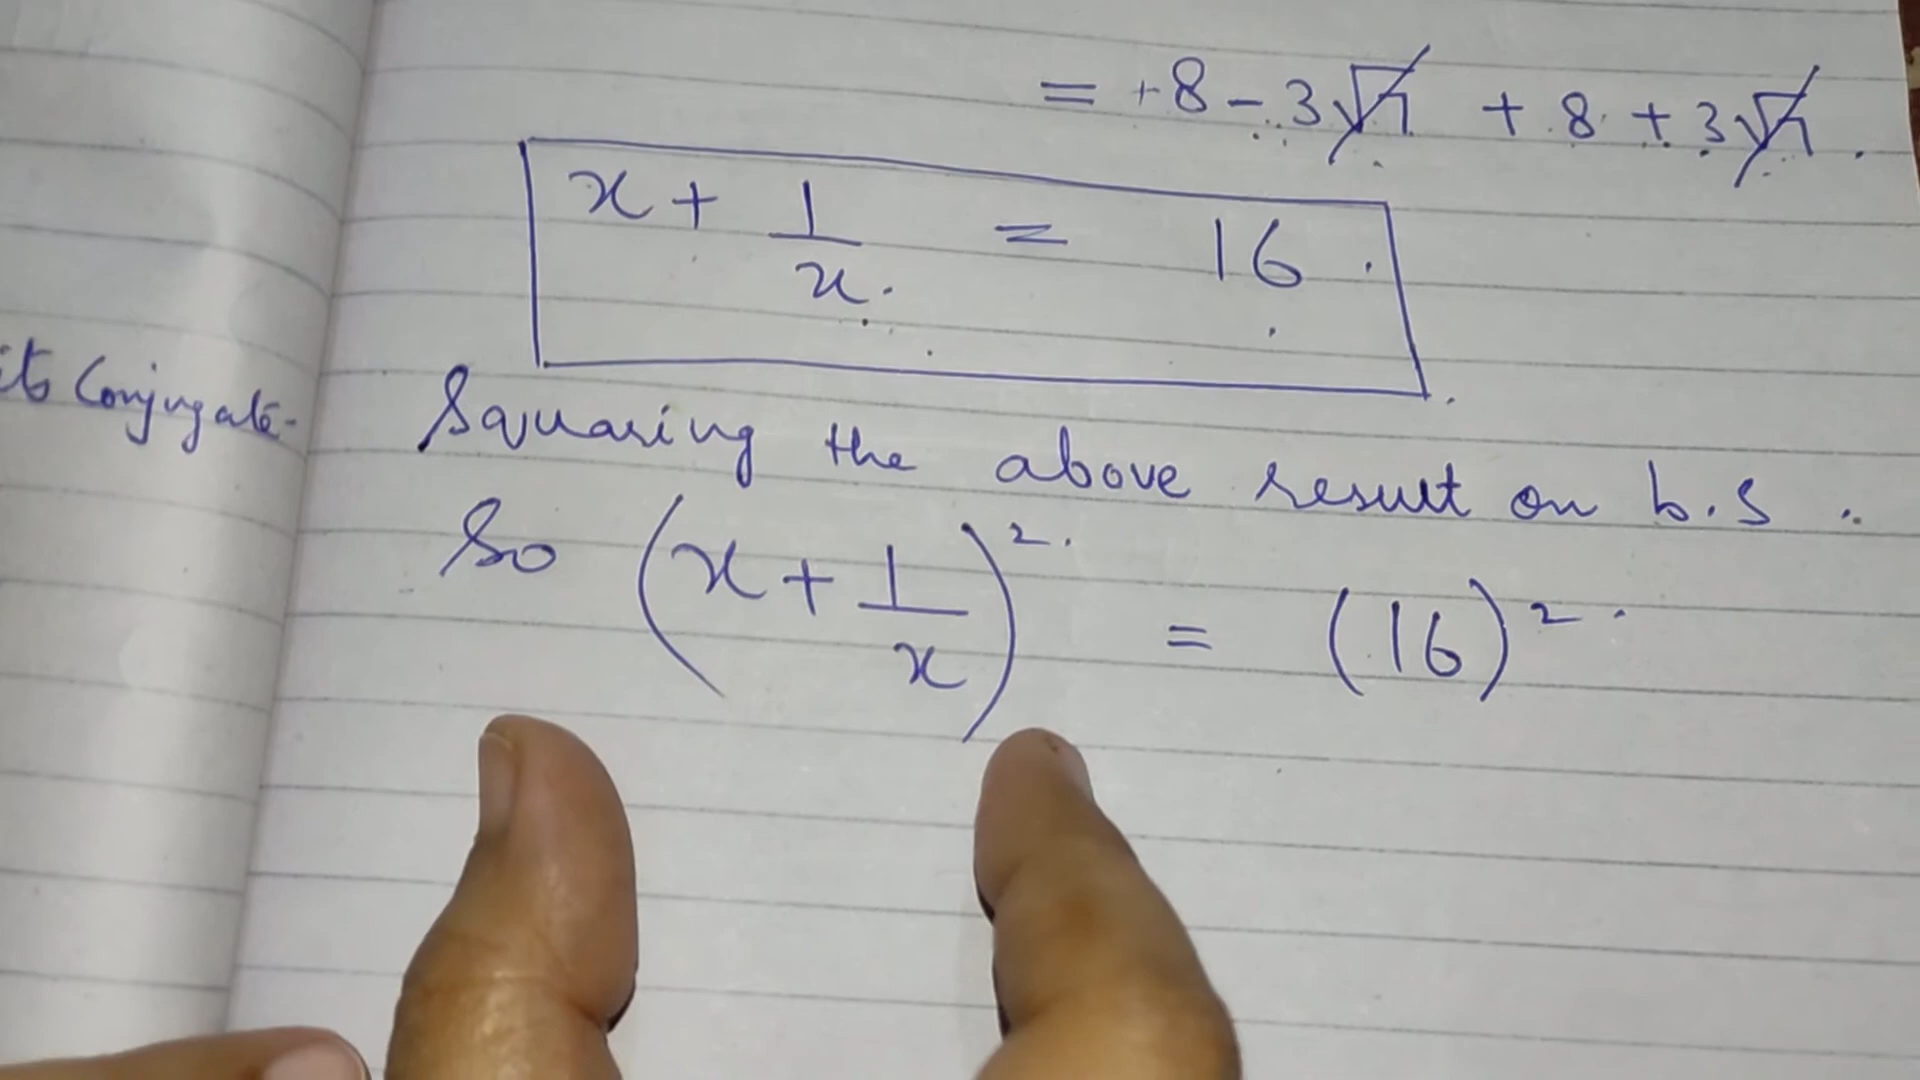 = +8 - 3√7 + 8 + 3√7 .
x + 1/x = 16 .
its Conjugate-
Squaring the above result on b.s .
So (x + 1/x)² = (16)² .